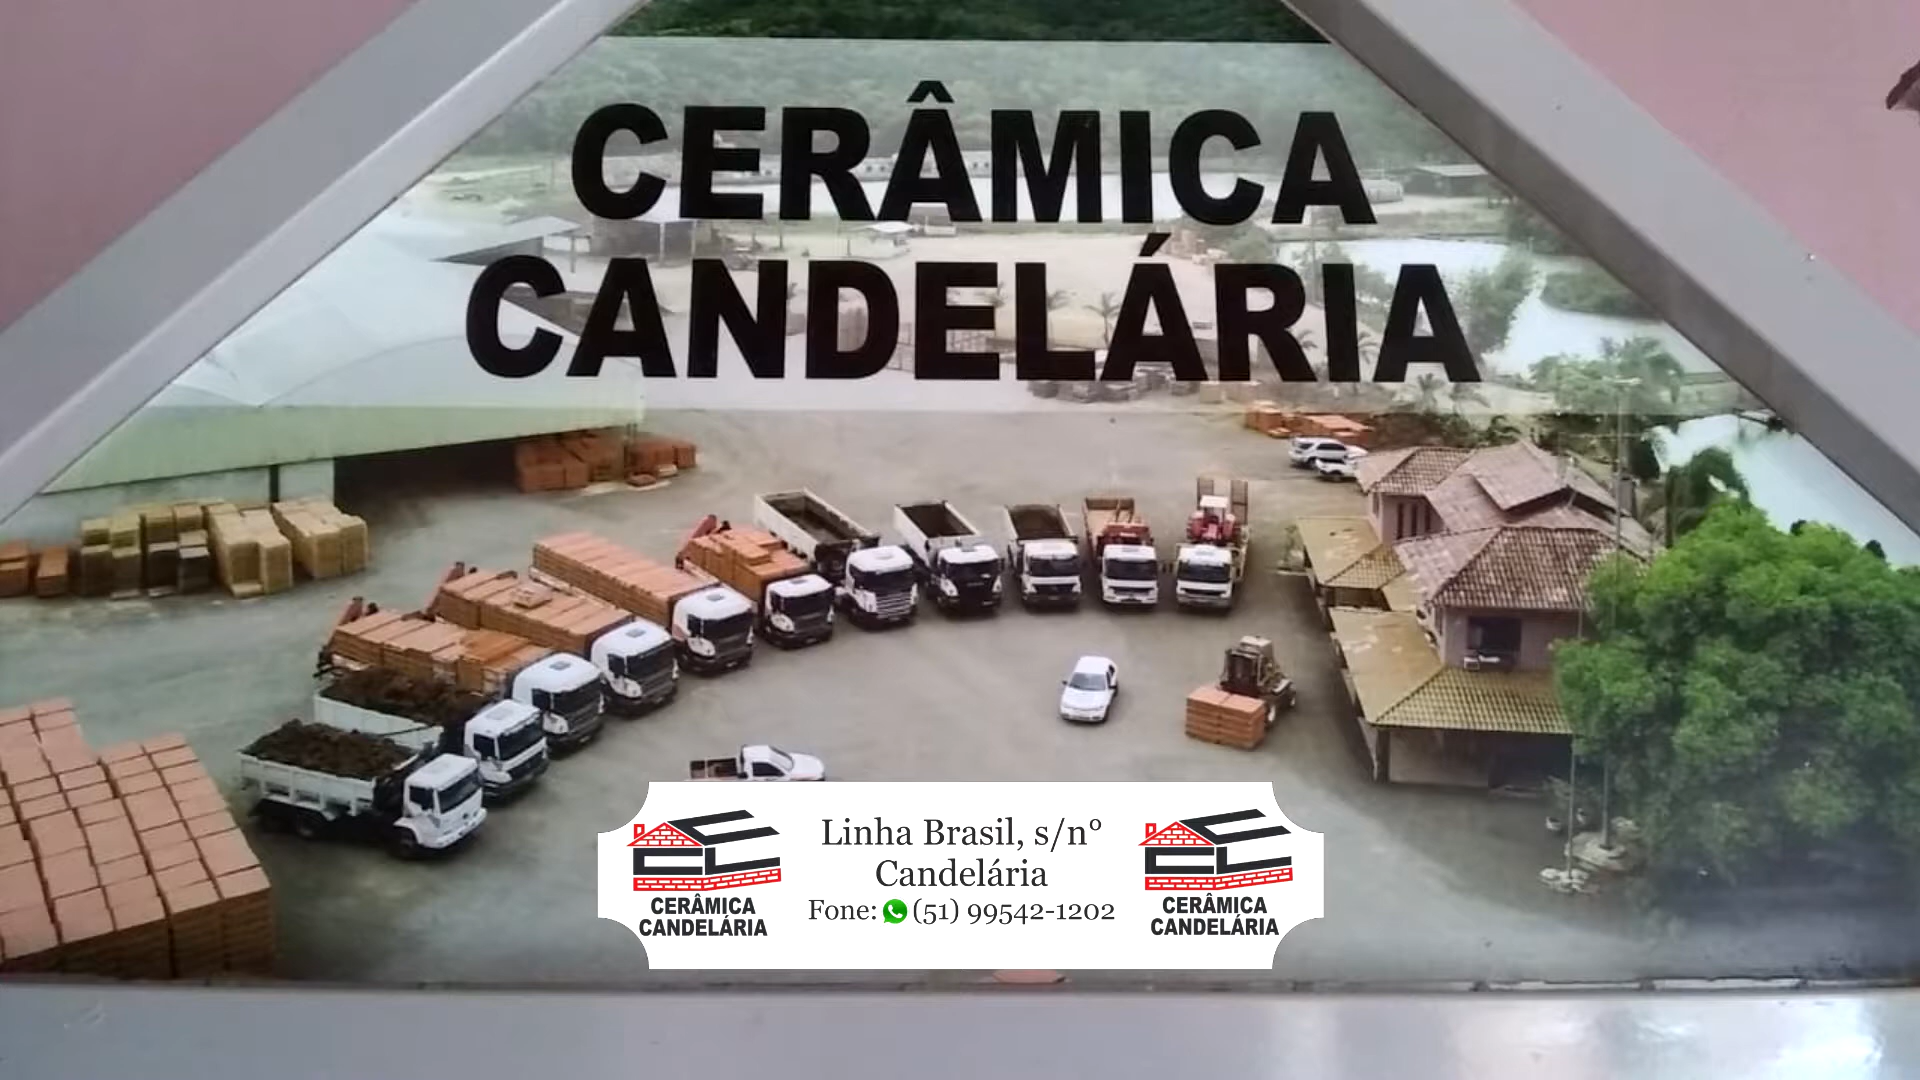 CERÂMICA
CANDELÁRIA
Linha Brasil, s/nº
Candelária
Fone: (51) 99542-1202
CERÂMICA
CANDELÁRIA
CERÂMICA
CANDELÁRIA